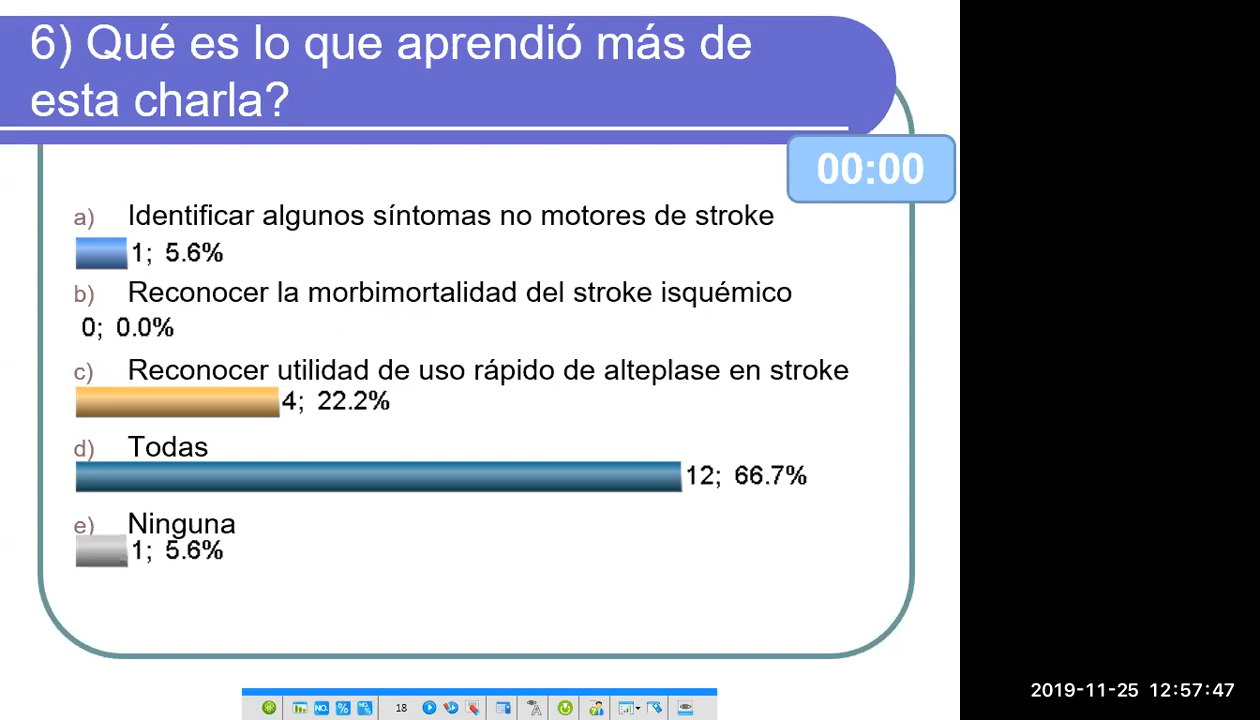 6) Qué es lo que aprendió más de
esta charla?
00:00
a) Identificar algunos síntomas no motores de stroke
1; 5.6%
b) Reconocer la morbimortalidad del stroke isquémico
0; 0.0%
c) Reconocer utilidad de uso rápido de alteplase en stroke
4; 22.2%
d) Todas
12; 66.7%
e) Ninguna
1; 5.6%
2019-11-25 12:57:47
NO. % 18